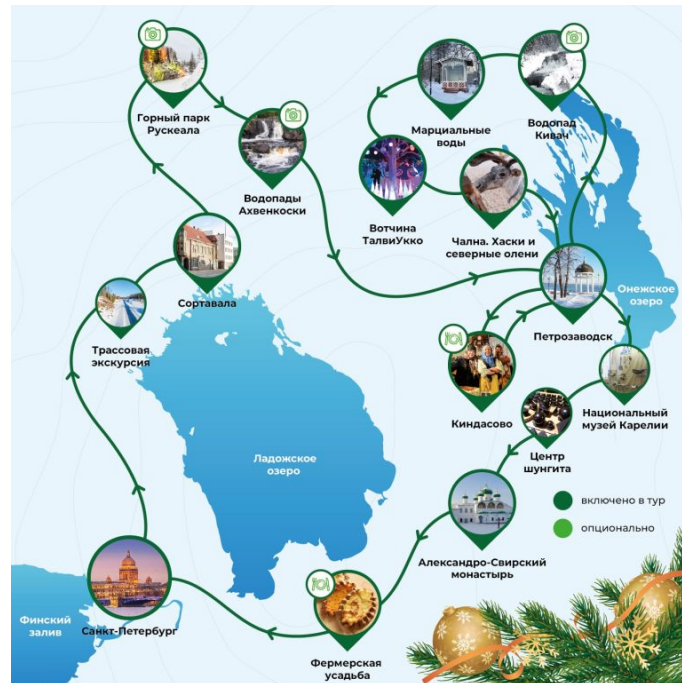 Горный парк
Рускеала
Водопады
Ахвенкоски
Марциальные
воды
Водопад
Кивач
Вотчина
ТалвиУкко
Чална. Хаски и
северные олени
Сортавала
Трассовая
экскурсия
Онежское
озеро
Петрозаводск
Киндасово
Национальный
музей Карелии
Центр
шунгита
Ладожское
озеро
включено в тур
опционально
Александро-Свирский
монастырь
Финский
залив
Санкт-Петербург
Фермерская
усадьба